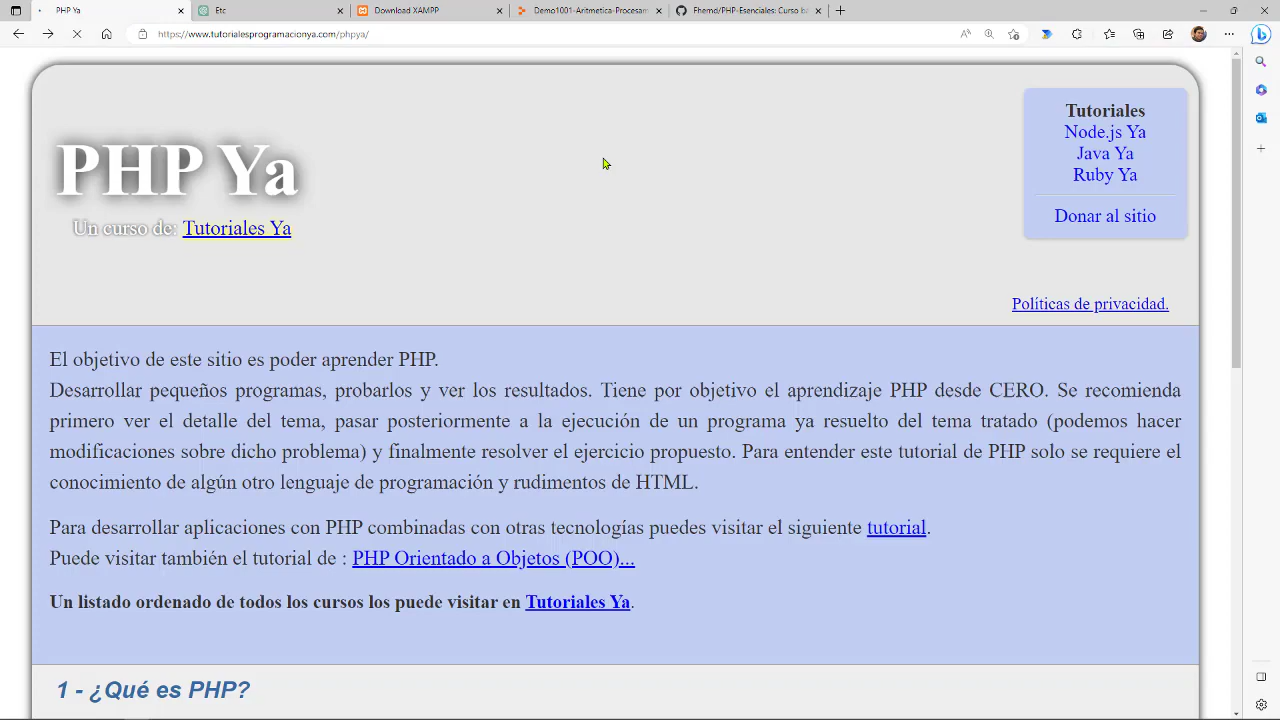 PHP Ya
Etc
Download XAMPP
Demo1001-Aritmetica-Procesam
Fhemd/PHP-Esenciales: Curso ba
https://www.tutorialesprogramacionya.com/phpya/
Tutoriales
Node.js Ya
Java Ya
Ruby Ya
Donar al sitio
PHP Ya
Un curso de: Tutoriales Ya
Políticas de privacidad.
El objetivo de este sitio es poder aprender PHP.
Desarrollar pequeños programas, probarlos y ver los resultados. Tiene por objetivo el aprendizaje PHP desde CERO. Se recomienda
primero ver el detalle del tema, pasar posteriormente a la ejecución de un programa ya resuelto del tema tratado (podemos hacer
modificaciones sobre dicho problema) y finalmente resolver el ejercicio propuesto. Para entender este tutorial de PHP solo se requiere el
conocimiento de algún otro lenguaje de programación y rudimentos de HTML.
Para desarrollar aplicaciones con PHP combinadas con otras tecnologías puedes visitar el siguiente tutorial.
Puede visitar también el tutorial de : PHP Orientado a Objetos (POO)...
Un listado ordenado de todos los cursos los puede visitar en Tutoriales Ya.
1 - ¿Qué es PHP?